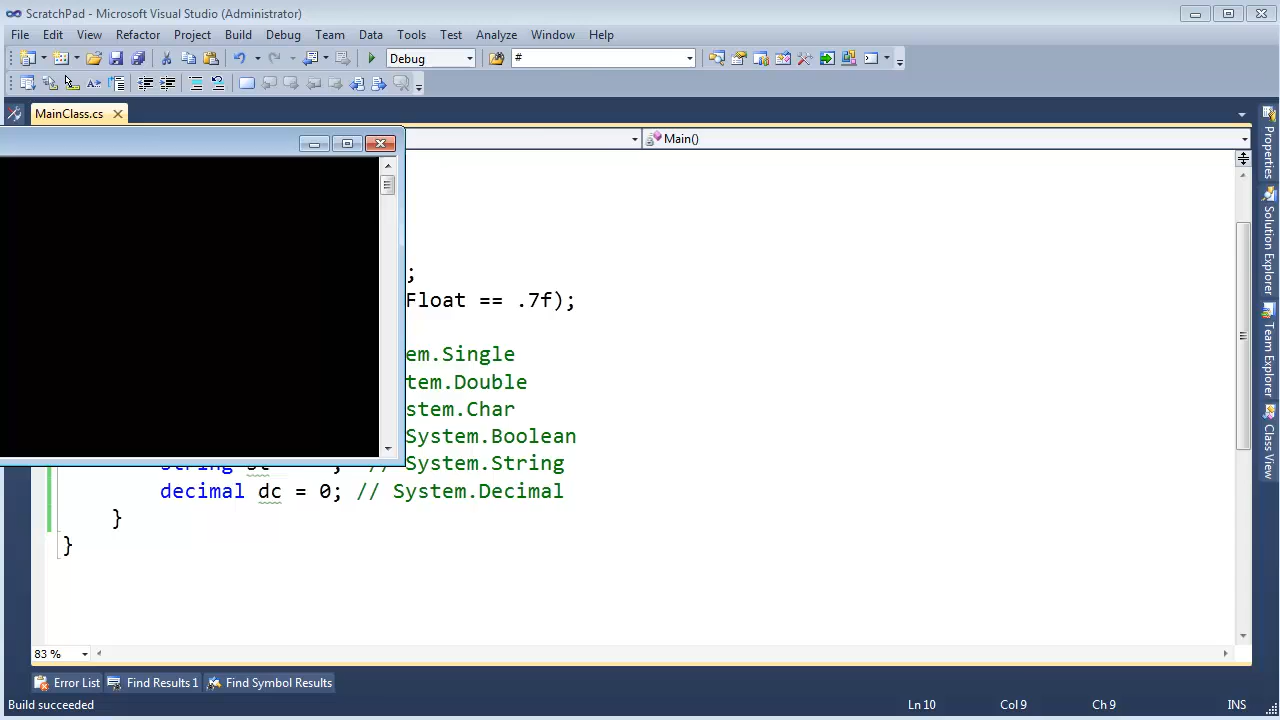 ScratchPad - Microsoft Visual Studio (Administrator)
File Edit View Refactor Project Build Debug Team Data Tools Test Architecture Analyze Window Help
Debug #
MainClass.cs
Main()
;
Float == .7f);
em.Single
tem.Double
stem.Char
System.Boolean
System.String
decimal dc = 0; // System.Decimal
}
}
Properties
Solution Explorer
Team Explorer
Class View
83 %
Error List Find Results 1 Find Symbol Results
Build succeeded Ln 10 Col 9 Ch 9 INS